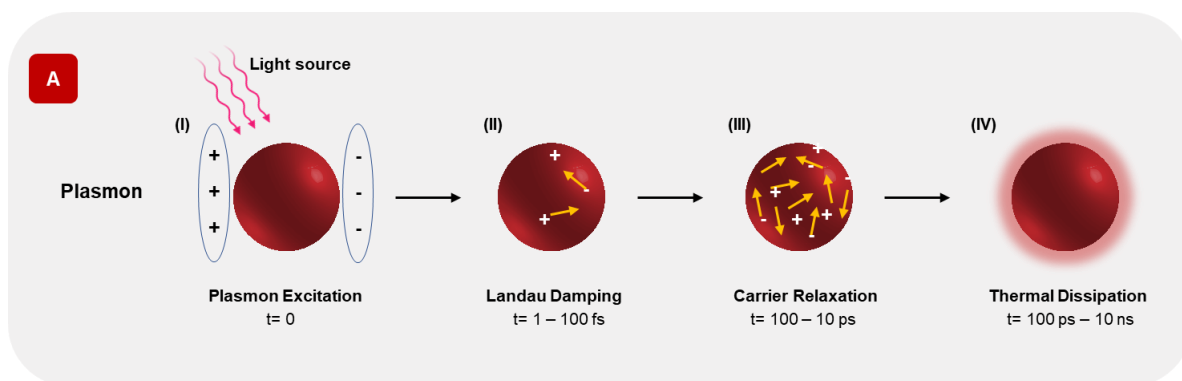 A
Light source
(I)
(II)
(III)
(IV)
+
+
+
-
-
-
+
-
+
+
-
+
-
-
+
+
-
Plasmon
Plasmon Excitation
t= 0
Landau Damping
t= 1 – 100 fs
Carrier Relaxation
t= 100 – 10 ps
Thermal Dissipation
t= 100 ps – 10 ns